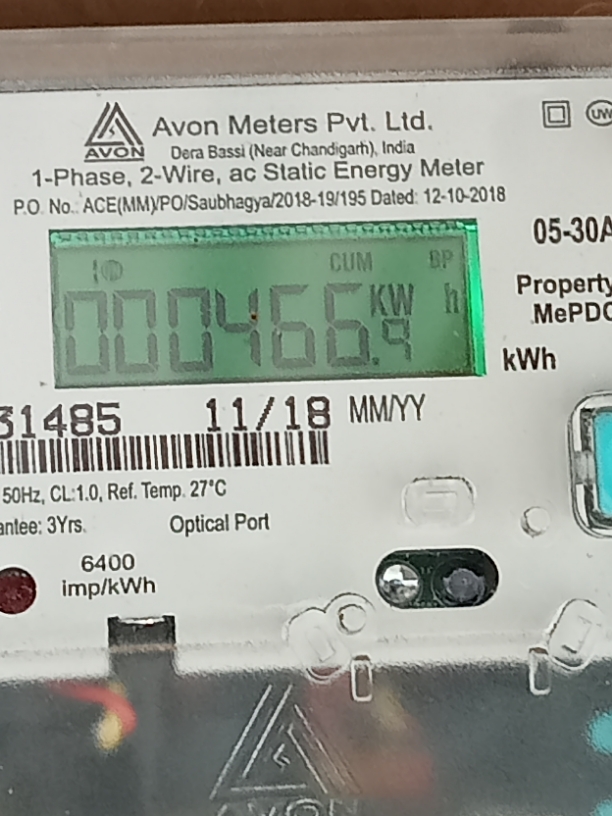 AVON
Avon Meters Pvt. Ltd.
Dera Bassi (Near Chandigarh), India
1-Phase, 2-Wire, ac Static Energy Meter
P.O. No.: ACE(MM)/PO/Saubhagya/2018-19/195 Dated: 12-10-2018
05-30A
CUM BP
000466.9 KW h
Property
MePDC
kWh
31485 11/18 MM/YY
50Hz, CL:1.0, Ref. Temp. 27°C
antee: 3Yrs. Optical Port
6400
imp/kWh
AVON